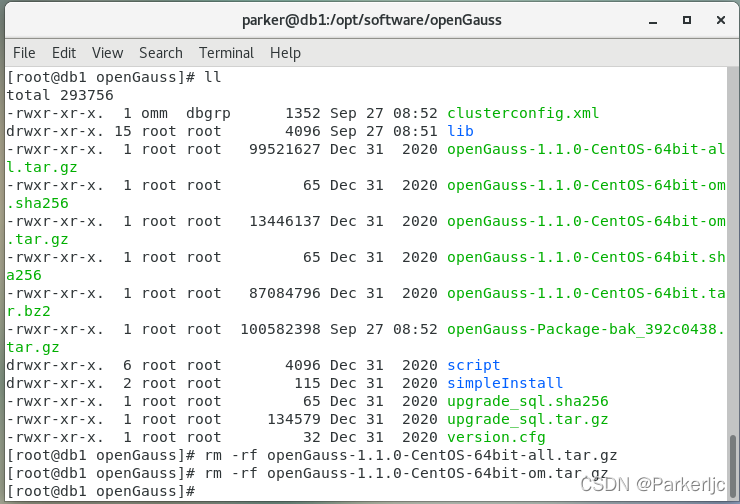 parker@db1:/opt/software/openGauss
File Edit View Search Terminal Help
[root@db1 openGauss]# ll
total 293756
-rwxr-xr-x. 1 omm dbgrp 1352 Sep 27 08:52 clusterconfig.xml
drwxr-xr-x. 15 root root 4096 Sep 27 08:51 lib
-rwxr-xr-x. 1 root root 99521627 Dec 31 2020 openGauss-1.1.0-CentOS-64bit-al
l.tar.gz
-rwxr-xr-x. 1 root root 65 Dec 31 2020 openGauss-1.1.0-CentOS-64bit-om
.sha256
-rwxr-xr-x. 1 root root 13446137 Dec 31 2020 openGauss-1.1.0-CentOS-64bit-om
.tar.gz
-rwxr-xr-x. 1 root root 65 Dec 31 2020 openGauss-1.1.0-CentOS-64bit.sh
a256
-rwxr-xr-x. 1 root root 87084796 Dec 31 2020 openGauss-1.1.0-CentOS-64bit.ta
r.bz2
-rwxr-xr-x. 1 root root 100582398 Sep 27 08:52 openGauss-Package-bak_392c0438.
tar.gz
drwxr-xr-x. 6 root root 4096 Dec 31 2020 script
drwxr-xr-x. 2 root root 115 Dec 31 2020 simpleInstall
-rwxr-xr-x. 1 root root 65 Dec 31 2020 upgrade_sql.sha256
-rwxr-xr-x. 1 root root 134579 Dec 31 2020 upgrade_sql.tar.gz
-rwxr-xr-x. 1 root root 32 Dec 31 2020 version.cfg
[root@db1 openGauss]# rm -rf openGauss-1.1.0-CentOS-64bit-all.tar.gz
[root@db1 openGauss]# rm -rf openGauss-1.1.0-CentOS-64bit-om.tar.gz
[root@db1 openGauss]#
CSDN @Parkerljc